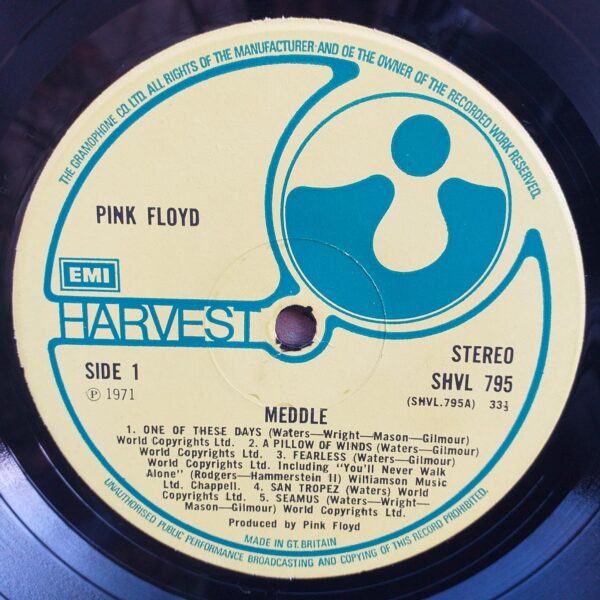 THE GRAMOPHONE CO. LTD. ALL RIGHTS OF THE MANUFACTURER AND OF THE OWNER OF THE RECORDED WORK RESERVED.
PINK FLOYD
EMI
HARVEST
SIDE 1
℗ 1971
STEREO
SHVL 795
(SHVL.795A) 33⅓
MEDDLE
1. ONE OF THESE DAYS (Waters—Wright—Mason—Gilmour)
World Copyrights Ltd. 2. A PILLOW OF WINDS (Waters—Gilmour)
World Copyrights Ltd. 3. FEARLESS (Waters—Gilmour)
World Copyrights Ltd. Including "You'll Never Walk
Alone" (Rodgers—Hammerstein II) Williamson Music
Ltd. Chappell. 4. SAN TROPEZ (Waters) World
Copyrights Ltd. 5. SEAMUS (Waters—Wright—
Mason—Gilmour) World Copyrights Ltd.
Produced by Pink Floyd
MADE IN GT. BRITAIN
UNAUTHORISED PUBLIC PERFORMANCE BROADCASTING AND COPYING OF THIS RECORD PROHIBITED.